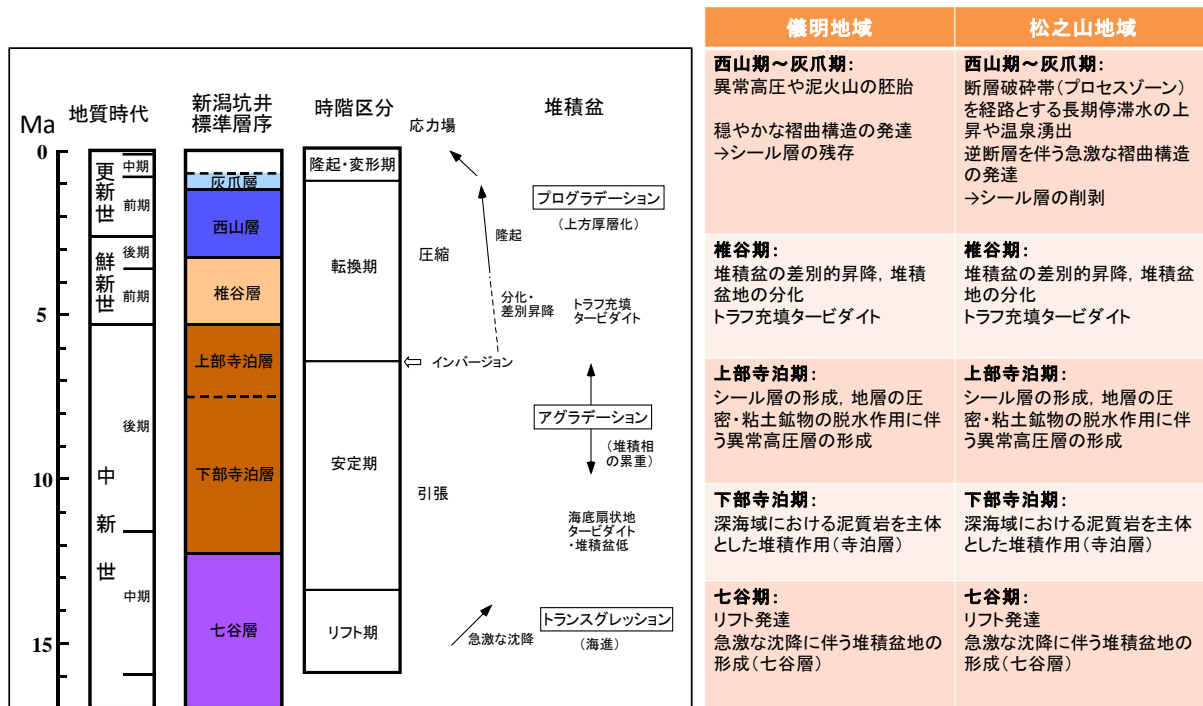 Ma
地質時代
新潟坑井
標準層序
時階区分
応力場
堆積盆
0
5
10
15
更新世
中期
前期
鮮新世
後期
前期
中新世
後期
中期
灰爪層
西山層
椎谷層
上部寺泊層
下部寺泊層
七谷層
隆起・変形期
転換期
安定期
リフト期
圧縮
引張
隆起
分化・
差別昇降
インバージョン
急激な沈降
プログラデーション
(上方厚層化)
トラフ充填
タービダイト
アグラデーション
(堆積相
の累重)
海底扇状地
タービダイト
・堆積盆低
トランスグレッション
(海進)
儀明地域
松之山地域
西山期~灰爪期:
異常高圧や泥火山の胚胎
穏やかな褶曲構造の発達
→シール層の残存
西山期~灰爪期:
断層破砕帯(プロセスゾーン)
を経路とする長期停滞水の上
昇や温泉湧出
逆断層を伴う急激な褶曲構造
の発達
→シール層の削剥
椎谷期:
堆積盆の差別的昇降, 堆積
盆地の分化
トラフ充填タービダイト
椎谷期:
堆積盆の差別的昇降, 堆積盆
地の分化
トラフ充填タービダイト
上部寺泊期:
シール層の形成, 地層の圧
密・粘土鉱物の脱水作用に伴
う異常高圧層の形成
上部寺泊期:
シール層の形成, 地層の圧
密・粘土鉱物の脱水作用に伴
う異常高圧層の形成
下部寺泊期:
深海域における泥質岩を主体
とした堆積作用(寺泊層)
下部寺泊期:
深海域における泥質岩を主体
とした堆積作用(寺泊層)
七谷期:
リフト発達
急激な沈降に伴う堆積盆地の
形成(七谷層)
七谷期:
リフト発達
急激な沈降に伴う堆積盆地の
形成(七谷層)